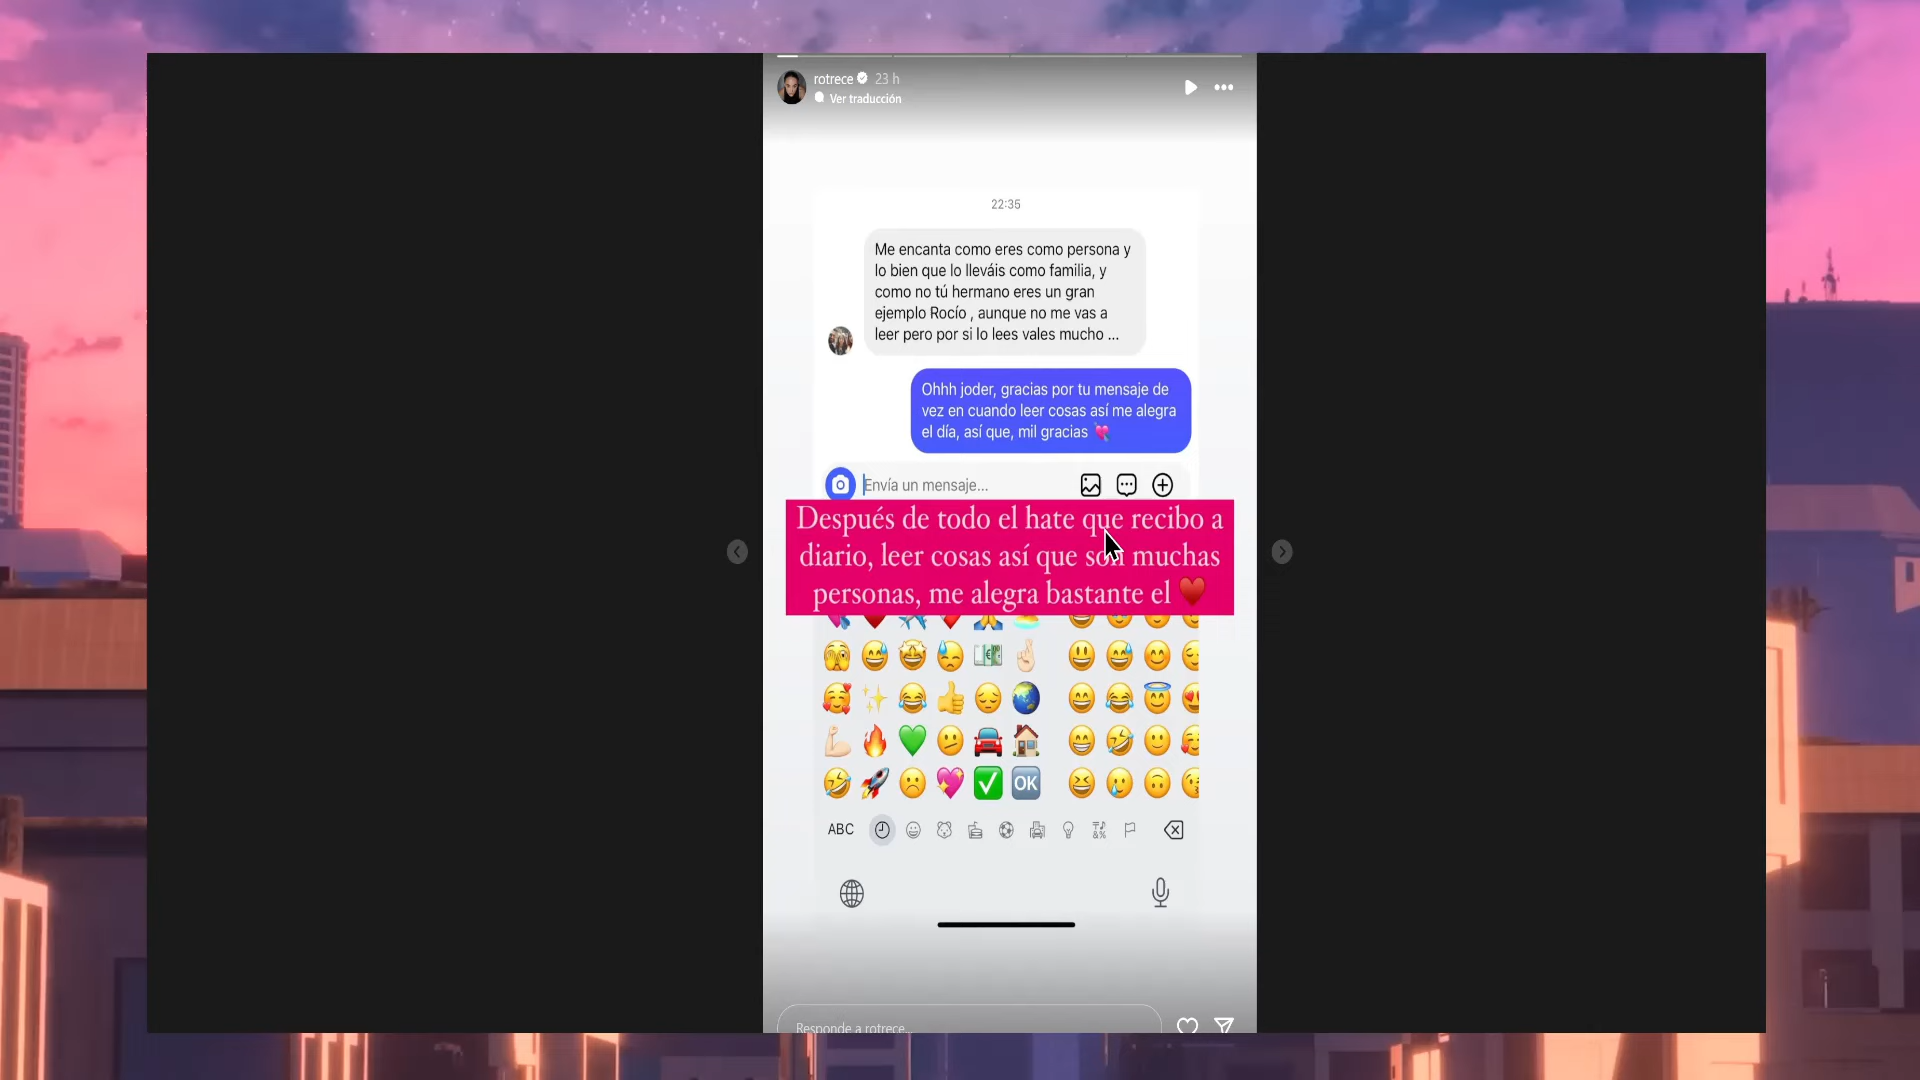 rotrece 23 h
Ver traducción
22:35
Me encanta como eres como persona y
lo bien que lo lleváis como familia, y
como no tú hermano eres un gran
ejemplo Rocío , aunque no me vas a
leer pero por si lo lees vales mucho ...
Ohhh joder, gracias por tu mensaje de
vez en cuando leer cosas así me alegra
el día, así que, mil gracias 💘
Envía un mensaje...
Después de todo el hate que recibo a
diario, leer cosas así que son muchas
personas, me alegra bastante el ♥️
OK
ABC
Responde a rotrece...